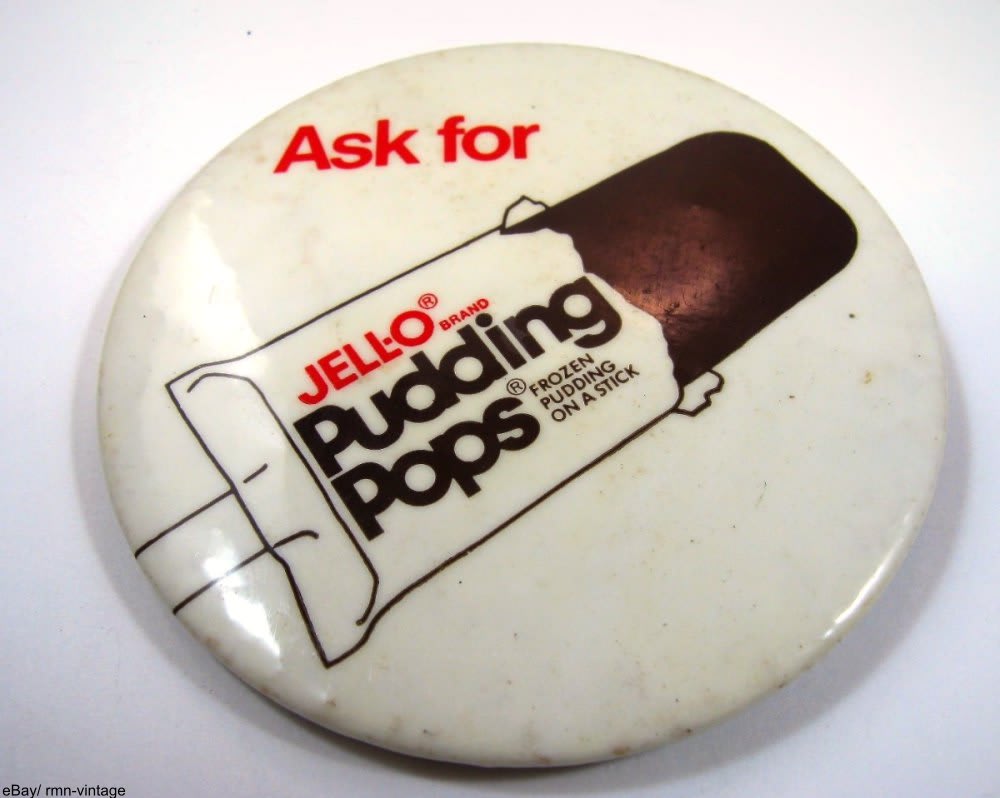 Ask for
JELL-O® BRAND
Pudding
Pops®
FROZEN
PUDDING
ON A STICK
eBay/ rmn-vintage